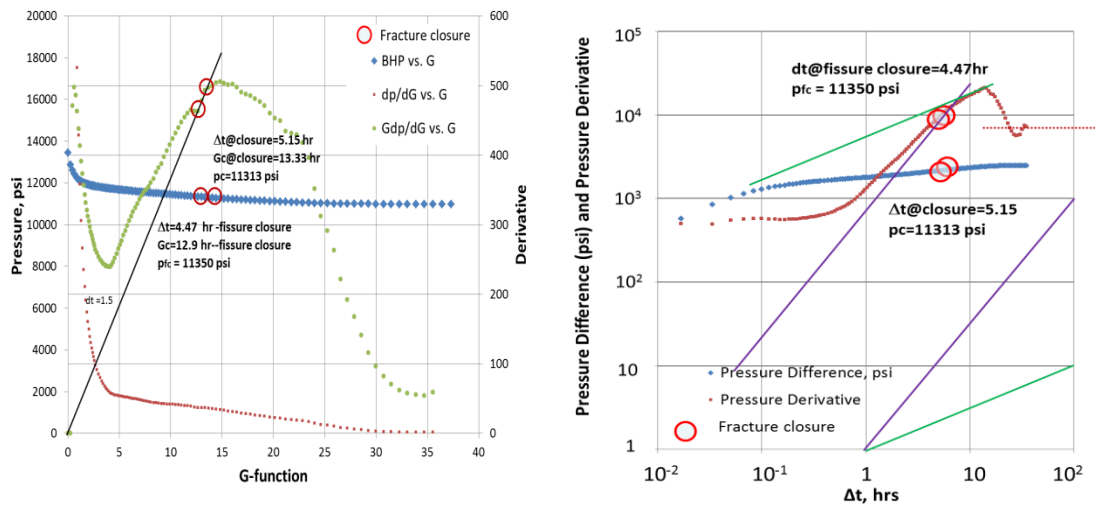 20000
18000
16000
14000
12000
10000
8000
6000
4000
2000
0
Pressure, psi
600
500
400
300
200
100
0
Derivative
0 5 10 15 20 25 30 35 40
G-function
Fracture closure
BHP vs. G
dp/dG vs. G
Gdp/dG vs. G
Δt@closure=5.15 hr
Gc@closure=13.33 hr
pc=11313 psi
Δt=4.47 hr -fissure closure
Gc=12.9 hr--fissure closure
pfc = 11350 psi
dt =1.5
Pressure Difference (psi) and Pressure Derivative
10^5
10^4
10^3
10^2
10
1
dt@fissure closure=4.47hr
pfc = 11350 psi
Δt@closure=5.15
pc=11313 psi
Pressure Difference, psi
Pressure Derivative
Fracture closure
10^-2 10^-1 1 10 10^2
Δt, hrs